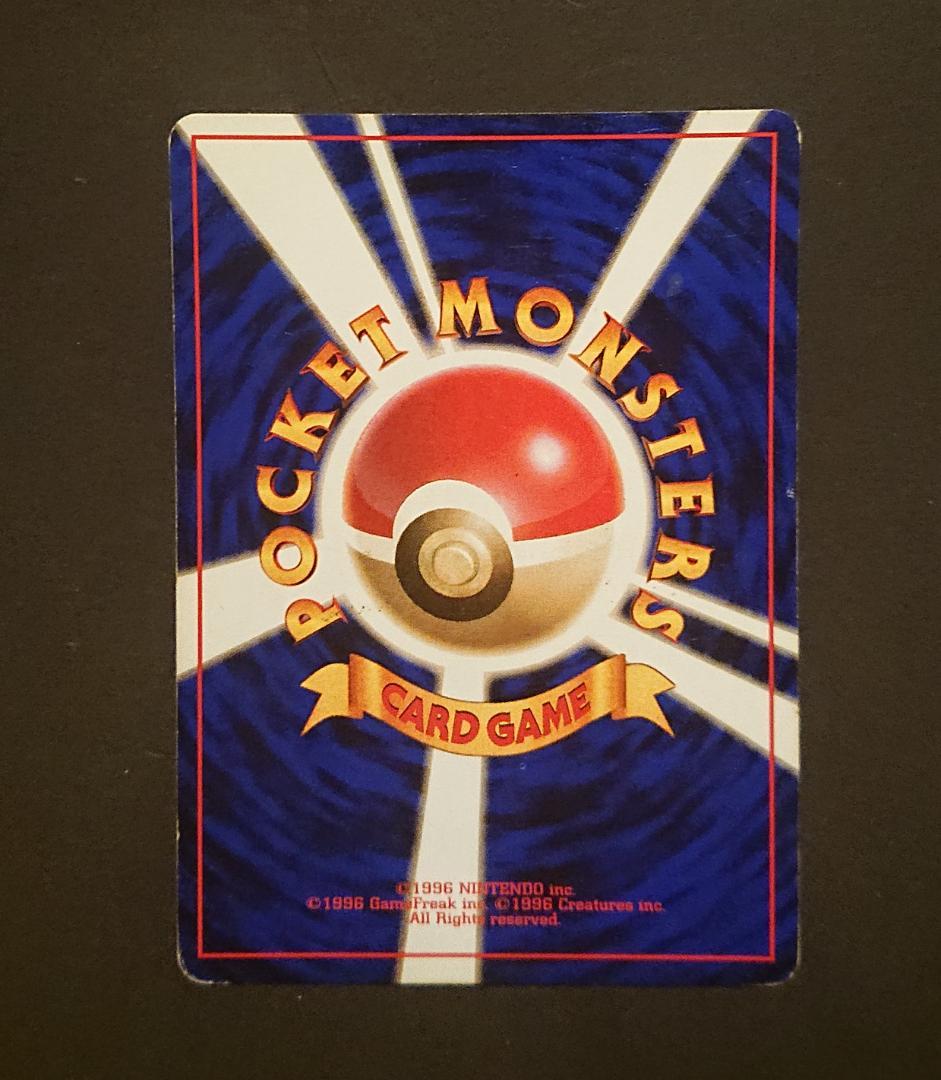 POCKET MONSTERS
CARD GAME
©1996 NINTENDO inc.
©1996 GameFreak inc. ©1996 Creatures inc.
All Rights reserved.